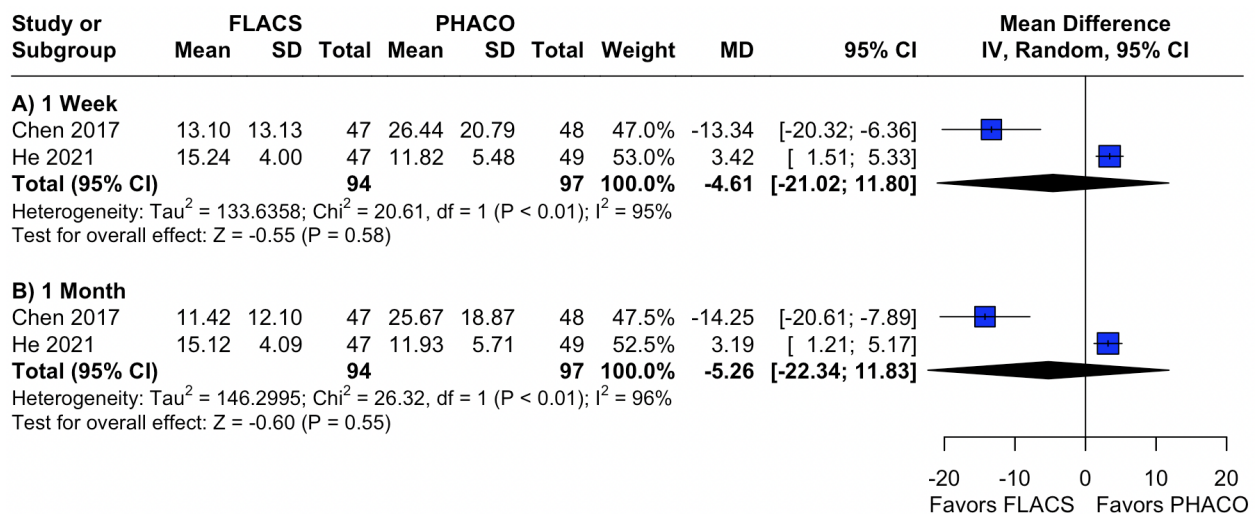 Study or FLACS PHACO Mean Difference
Subgroup Mean SD Total Mean SD Total Weight MD 95% CI IV, Random, 95% CI
A) 1 Week
Chen 2017 13.10 13.13 47 26.44 20.79 48 47.0% -13.34 [-20.32; -6.36]
He 2021 15.24 4.00 47 11.82 5.48 49 53.0% 3.42 [ 1.51; 5.33]
Total (95% CI) 94 97 100.0% -4.61 [-21.02; 11.80]
Heterogeneity: Tau² = 133.6358; Chi² = 20.61, df = 1 (P < 0.01); I² = 95%
Test for overall effect: Z = -0.55 (P = 0.58)
B) 1 Month
Chen 2017 11.42 12.10 47 25.67 18.87 48 47.5% -14.25 [-20.61; -7.89]
He 2021 15.12 4.09 47 11.93 5.71 49 52.5% 3.19 [ 1.21; 5.17]
Total (95% CI) 94 97 100.0% -5.26 [-22.34; 11.83]
Heterogeneity: Tau² = 146.2995; Chi² = 26.32, df = 1 (P < 0.01); I² = 96%
Test for overall effect: Z = -0.60 (P = 0.55)
-20 -10 0 10 20
Favors FLACS Favors PHACO